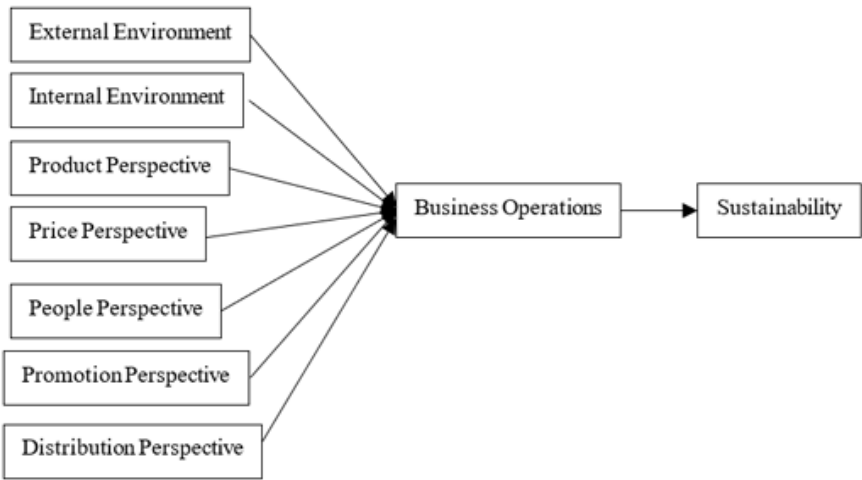 External Environment
Internal Environment
Product Perspective
Price Perspective
People Perspective
Promotion Perspective
Distribution Perspective
Business Operations
Sustainability